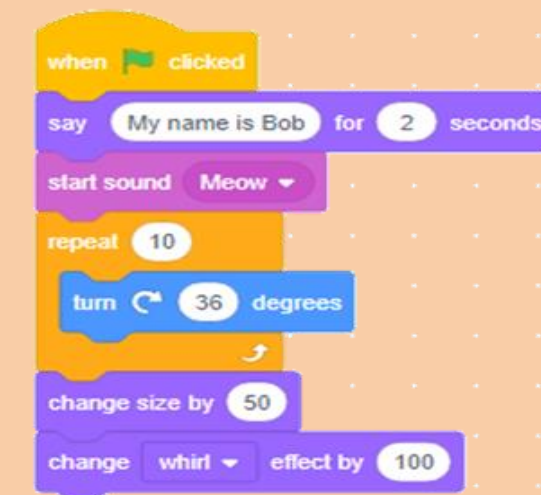 when clicked
say My name is Bob for 2 seconds
start sound Meow
repeat 10
turn 36 degrees
change size by 50
change whirl effect by 100